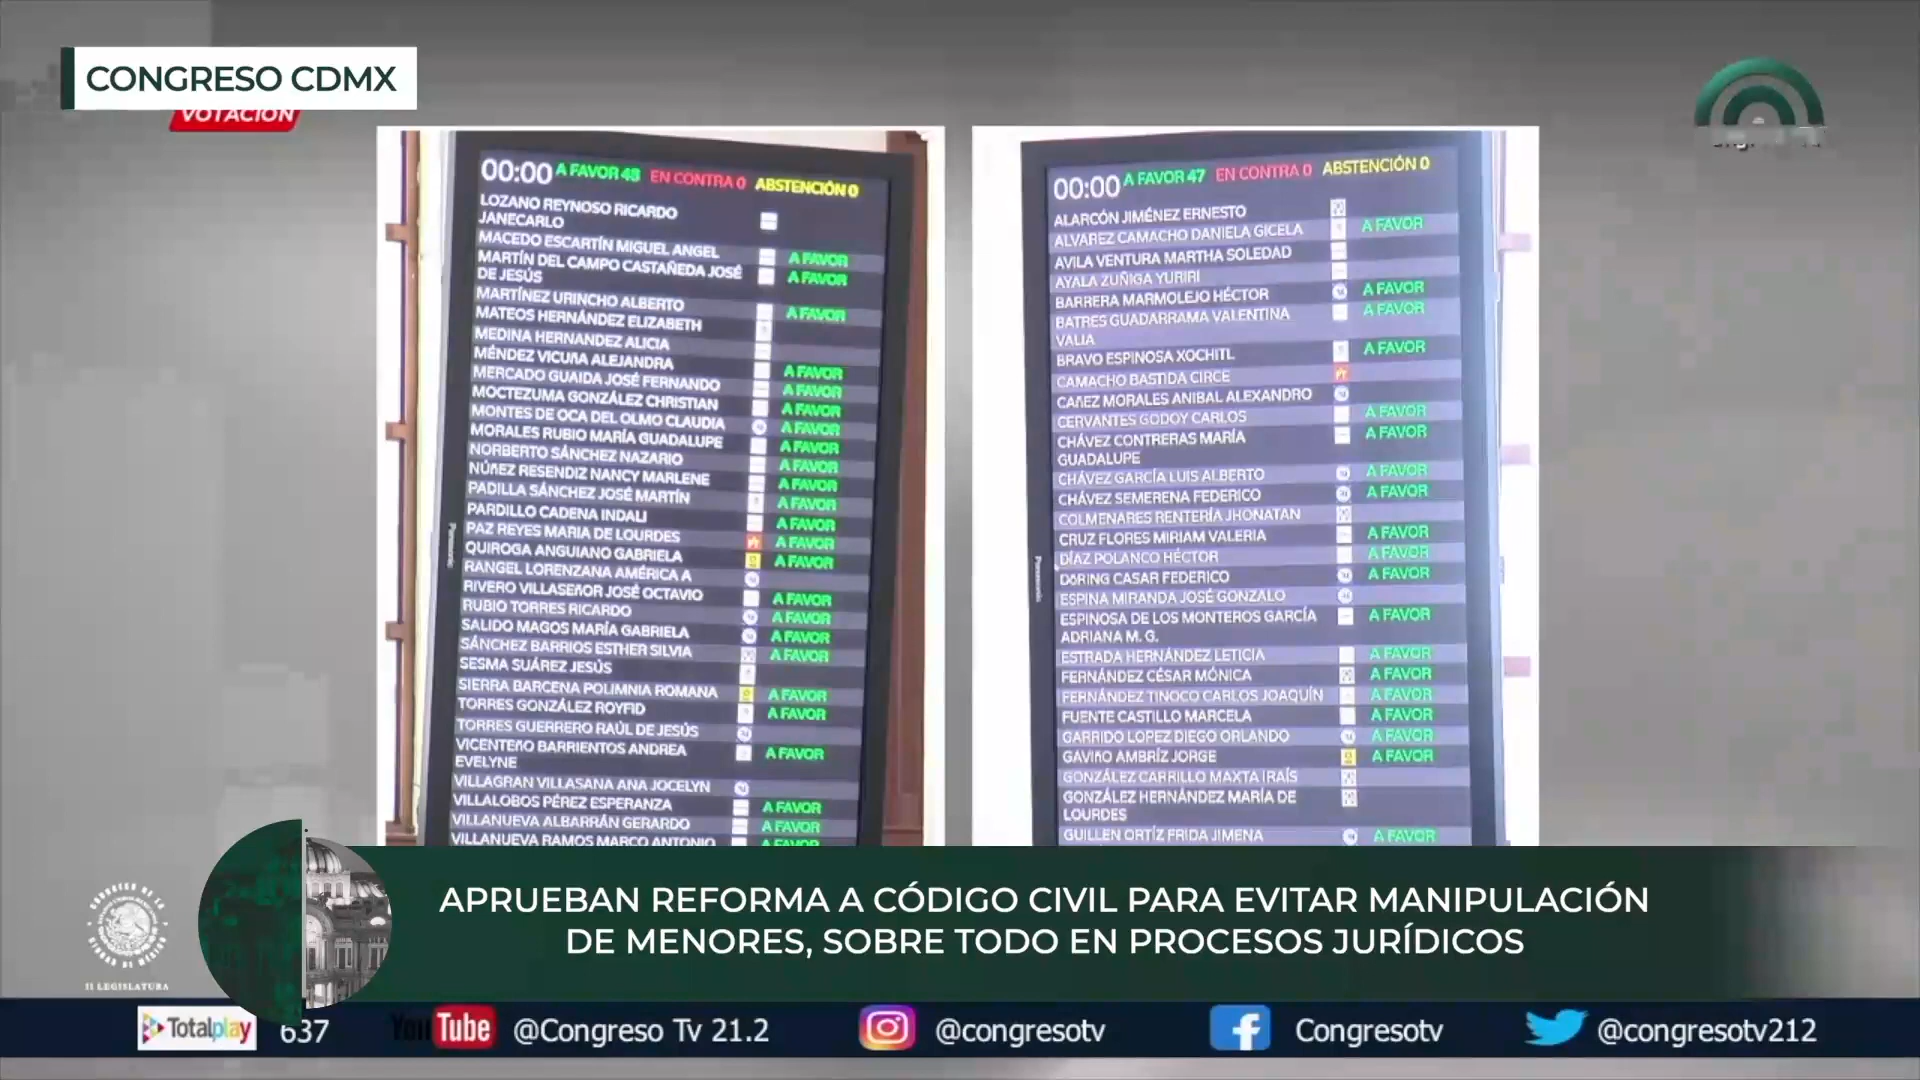 CONGRESO CDMX
VOTACIÓN
00:00 A FAVOR 48 EN CONTRA 0 ABSTENCIÓN 0
LOZANO REYNOSO RICARDO
JANECARLO
MACEDO ESCARTÍN MIGUEL ANGEL A FAVOR
MARTÍN DEL CAMPO CASTAÑEDA JOSÉ A FAVOR
DE JESÚS
MARTÍNEZ URINCHO ALBERTO A FAVOR
MATEOS HERNÁNDEZ ELIZABETH
MEDINA HERNANDEZ ALICIA
MÉNDEZ VICUÑA ALEJANDRA A FAVOR
MERCADO GUAIDA JOSÉ FERNANDO A FAVOR
MOCTEZUMA GONZÁLEZ CHRISTIAN A FAVOR
MONTES DE OCA DEL OLMO CLAUDIA A FAVOR
MORALES RUBIO MARÍA GUADALUPE A FAVOR
NORBERTO SÁNCHEZ NAZARIO A FAVOR
NÚÑEZ RESENDIZ NANCY MARLENE A FAVOR
PADILLA SÁNCHEZ JOSÉ MARTÍN A FAVOR
PARDILLO CADENA INDALI A FAVOR
PAZ REYES MARIA DE LOURDES A FAVOR
QUIROGA ANGUIANO GABRIELA A FAVOR
RANGEL LORENZANA AMÉRICA A
RIVERO VILLASEÑOR JOSÉ OCTAVIO A FAVOR
RUBIO TORRES RICARDO A FAVOR
SALIDO MAGOS MARÍA GABRIELA A FAVOR
SÁNCHEZ BARRIOS ESTHER SILVIA A FAVOR
SESMA SUÁREZ JESÚS
SIERRA BARCENA POLIMNIA ROMANA A FAVOR
TORRES GONZÁLEZ ROYFID A FAVOR
TORRES GUERRERO RAÚL DE JESÚS
VICENTEÑO BARRIENTOS ANDREA A FAVOR
EVELYNE
VILLAGRAN VILLASANA ANA JOCELYN
VILLALOBOS PÉREZ ESPERANZA A FAVOR
VILLANUEVA ALBARRÁN GERARDO A FAVOR
VILLANUEVA RAMOS MARCO ANTONIO A FAVOR
Panasonic
00:00 A FAVOR 47 EN CONTRA 0 ABSTENCIÓN 0
ALARCÓN JIMÉNEZ ERNESTO
ALVAREZ CAMACHO DANIELA GICELA A FAVOR
AVILA VENTURA MARTHA SOLEDAD
AYALA ZUÑIGA YURIRI
BARRERA MARMOLEJO HÉCTOR A FAVOR
BATRES GUADARRAMA VALENTINA A FAVOR
VALIA
BRAVO ESPINOSA XOCHITL A FAVOR
CAMACHO BASTIDA CIRCE
CAÑEZ MORALES ANIBAL ALEXANDRO
CERVANTES GODOY CARLOS A FAVOR
CHÁVEZ CONTRERAS MARÍA A FAVOR
GUADALUPE
CHÁVEZ GARCÍA LUIS ALBERTO A FAVOR
CHÁVEZ SEMERENA FEDERICO A FAVOR
COLMENARES RENTERÍA JHONATAN
CRUZ FLORES MIRIAM VALERIA A FAVOR
DÍAZ POLANCO HÉCTOR A FAVOR
DöRING CASAR FEDERICO A FAVOR
ESPINA MIRANDA JOSÉ GONZALO
ESPINOSA DE LOS MONTEROS GARCÍA A FAVOR
ADRIANA M. G.
ESTRADA HERNÁNDEZ LETICIA A FAVOR
FERNÁNDEZ CÉSAR MÓNICA A FAVOR
FERNÁNDEZ TINOCO CARLOS JOAQUÍN A FAVOR
FUENTE CASTILLO MARCELA A FAVOR
GARRIDO LOPEZ DIEGO ORLANDO A FAVOR
GAVIÑO AMBRÍZ JORGE A FAVOR
GONZÁLEZ CARRILLO MAXTA IRAÍS
GONZÁLEZ HERNÁNDEZ MARÍA DE
LOURDES
GUILLEN ORTÍZ FRIDA JIMENA A FAVOR
Panasonic
APRUEBAN REFORMA A CÓDIGO CIVIL PARA EVITAR MANIPULACIÓN
DE MENORES, SOBRE TODO EN PROCESOS JURÍDICOS
CONGRESO DE LA
CIUDAD DE MÉXICO
II LEGISLATURA
Totalplay 637 YouTube @Congreso Tv 21.2 @congresotv Congresotv @congresotv212